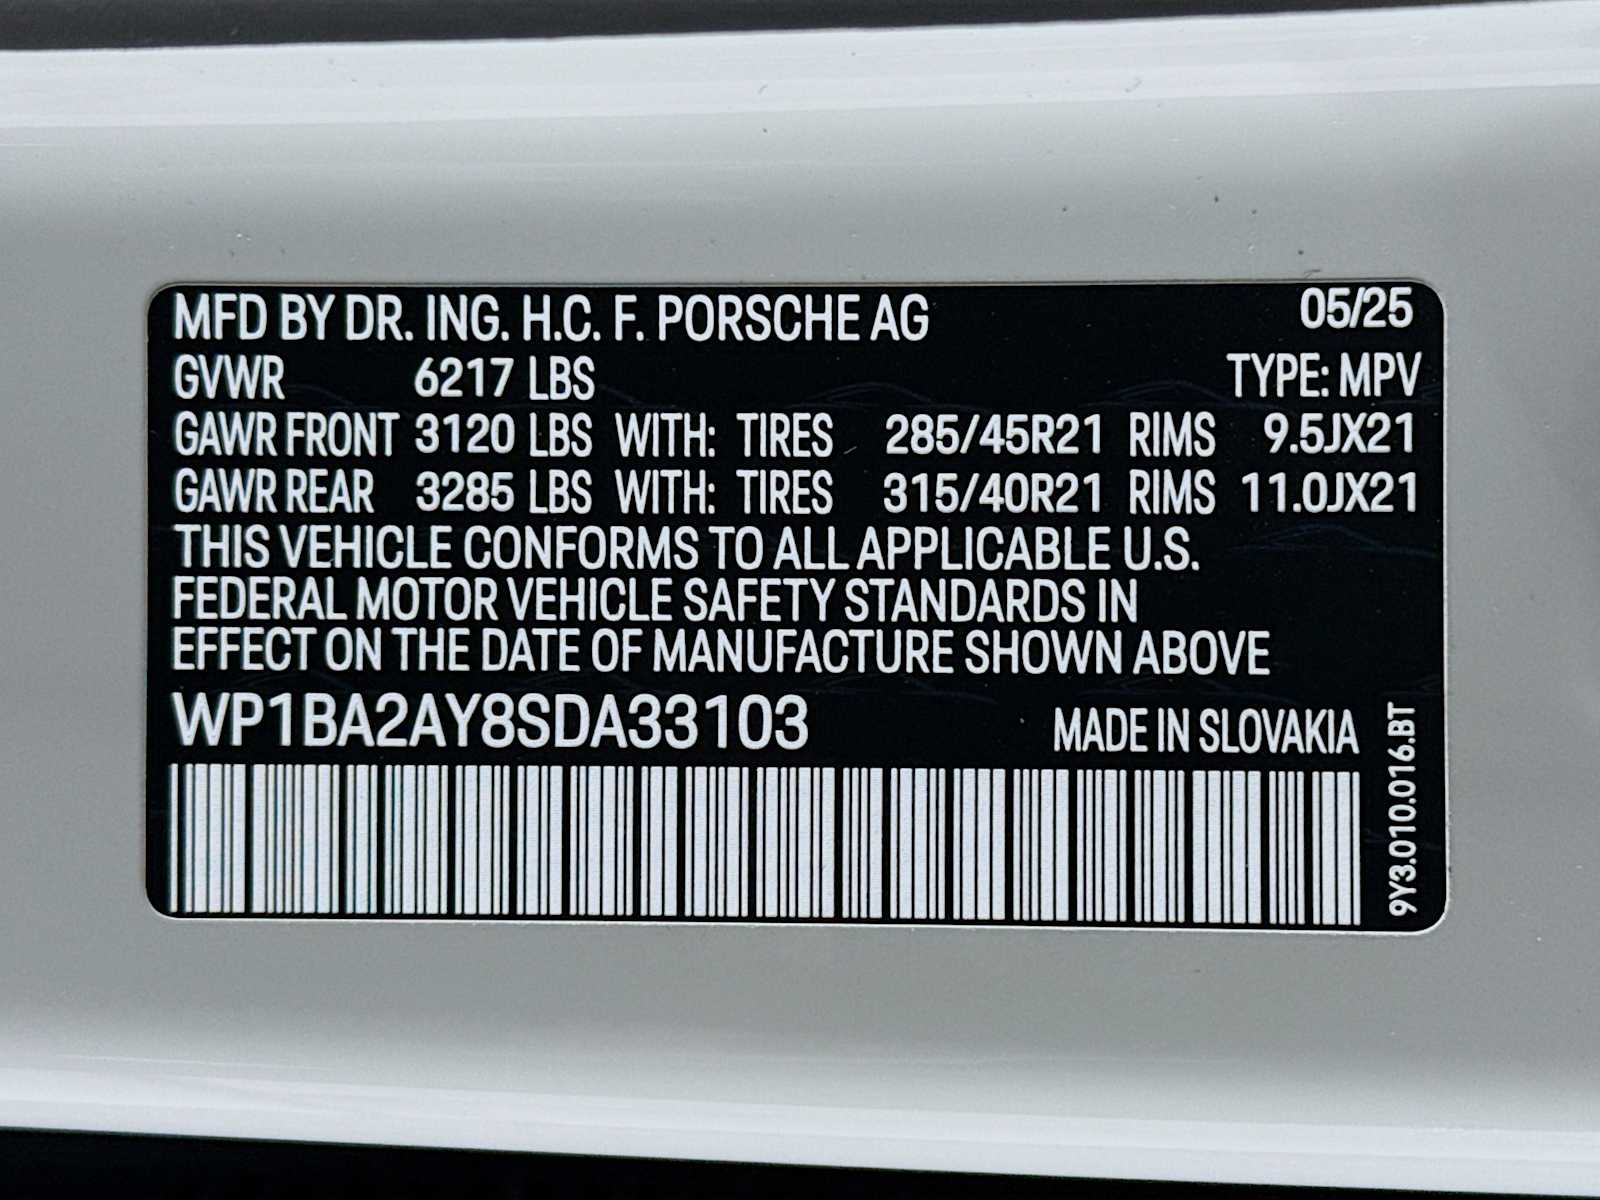 MFD BY DR. ING. H.C. F. PORSCHE AG 05/25
GVWR 6217 LBS TYPE: MPV
GAWR FRONT 3120 LBS WITH: TIRES 285/45R21 RIMS 9.5JX21
GAWR REAR 3285 LBS WITH: TIRES 315/40R21 RIMS 11.0JX21
THIS VEHICLE CONFORMS TO ALL APPLICABLE U.S.
FEDERAL MOTOR VEHICLE SAFETY STANDARDS IN
EFFECT ON THE DATE OF MANUFACTURE SHOWN ABOVE
WP1BA2AY8SDA33103 MADE IN SLOVAKIA
9Y3.010.016.BT